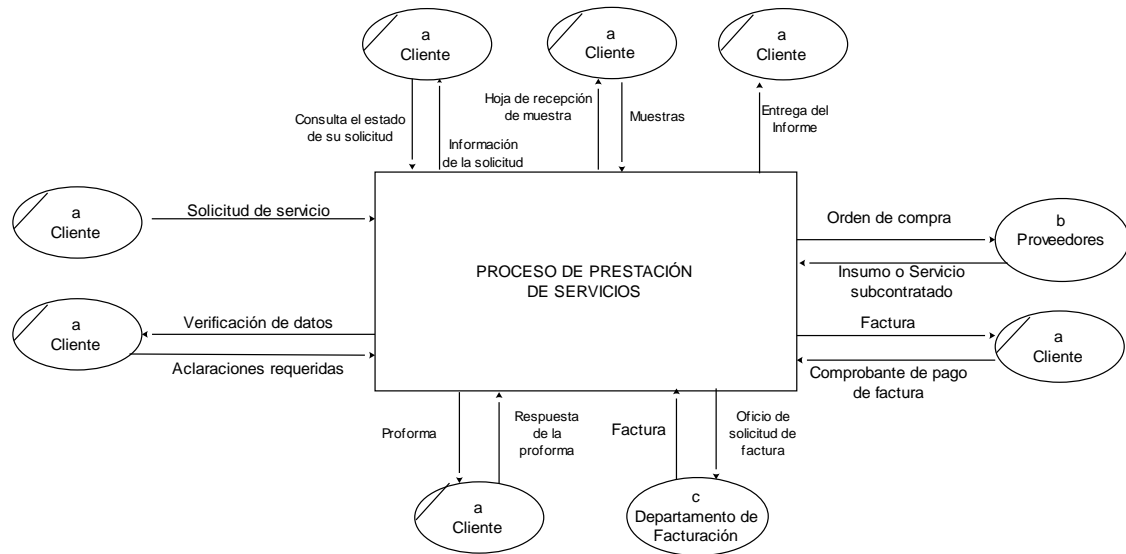 a
Cliente
a
Cliente
a
Cliente
Consulta el estado
de su solicitud
Información
de la solicitud
Hoja de recepción
de muestra
Muestras
Entrega del
Informe
a
Cliente
Solicitud de servicio
Orden de compra
b
Proveedores
Insumo o Servicio
subcontratado
PROCESO DE PRESTACIÓN
DE SERVICIOS
a
Cliente
Verificación de datos
Aclaraciones requeridas
Factura
a
Cliente
Comprobante de pago
de factura
Proforma
Respuesta
de la
proforma
Factura
Oficio de
solicitud de
factura
a
Cliente
c
Departamento de
Facturación